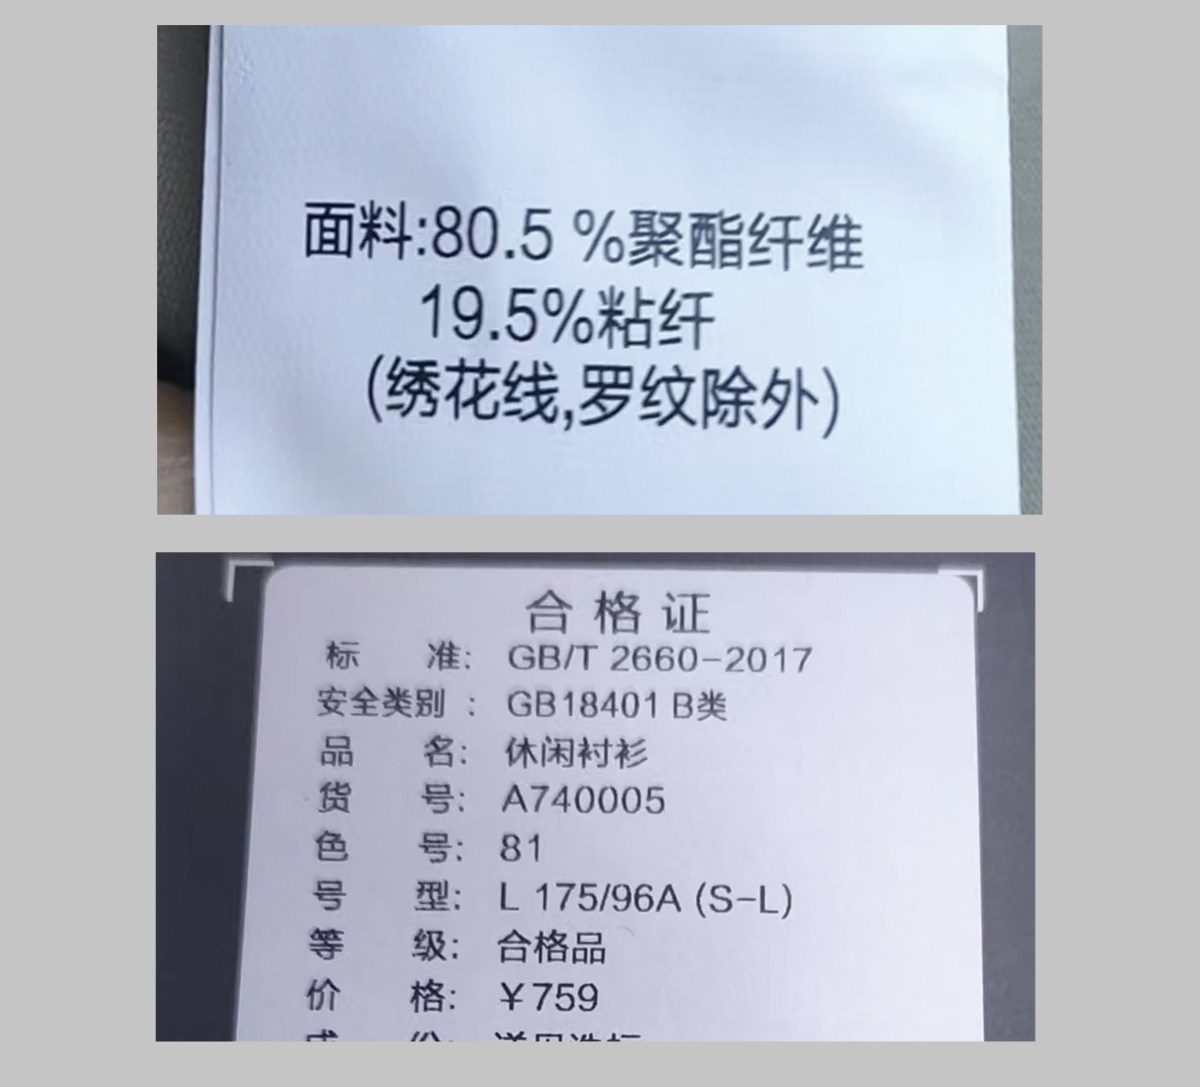 面料:80.5 %聚酯纤维
19.5%粘纤
(绣花线,罗纹除外)
合格证
标 准: GB/T 2660-2017
安全类别 : GB18401 B类
品 名: 休闲衬衫
货 号: A740005
色 号: 81
号 型: L 175/96A (S-L)
等 级: 合格品
价 格: ¥759